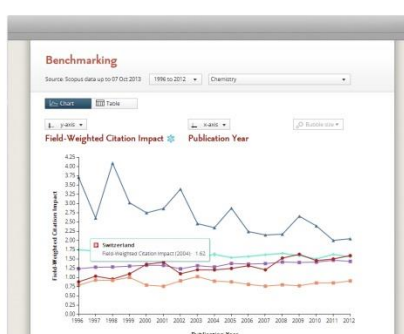 Benchmarking
Source: Scopus data up to 07 Oct 2013 1996 to 2012 Chemistry
Chart Table
y-axis x-axis Bubble size
Field-Weighted Citation Impact Publication Year
Field-Weighted Citation Impact
4.25
4.00
3.75
3.50
3.25
3.00
2.75
2.50
2.25
2.00
1.75
1.50
1.25
1.00
0.75
0.50
0.25
0.00
Switzerland
Field-Weighted Citation Impact (2004): 1.62
1996 1997 1998 1999 2000 2001 2002 2003 2004 2005 2006 2007 2008 2009 2010 2011 2012
Publication Year